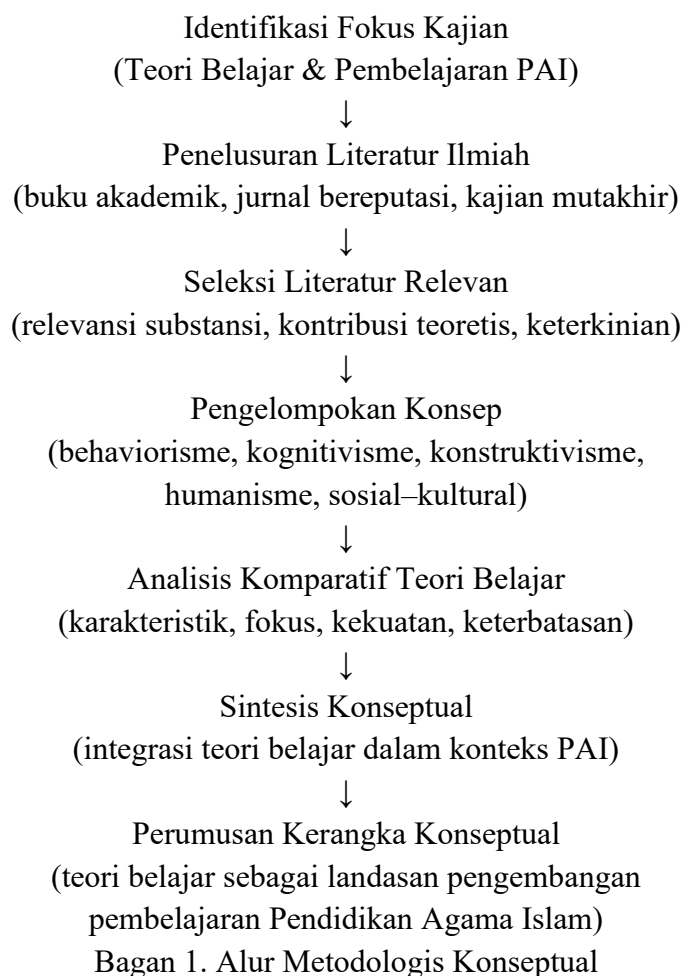 Identifikasi Fokus Kajian
(Teori Belajar & Pembelajaran PAI)
↓
Penelusuran Literatur Ilmiah
(buku akademik, jurnal bereputasi, kajian mutakhir)
↓
Seleksi Literatur Relevan
(relevansi substansi, kontribusi teoretis, keterkinian)
↓
Pengelompokan Konsep
(behaviorisme, kognitivisme, konstruktivisme,
humanisme, sosial–kultural)
↓
Analisis Komparatif Teori Belajar
(karakteristik, fokus, kekuatan, keterbatasan)
↓
Sintesis Konseptual
(integrasi teori belajar dalam konteks PAI)
↓
Perumusan Kerangka Konseptual
(teori belajar sebagai landasan pengembangan
pembelajaran Pendidikan Agama Islam)
Bagan 1. Alur Metodologis Konseptual